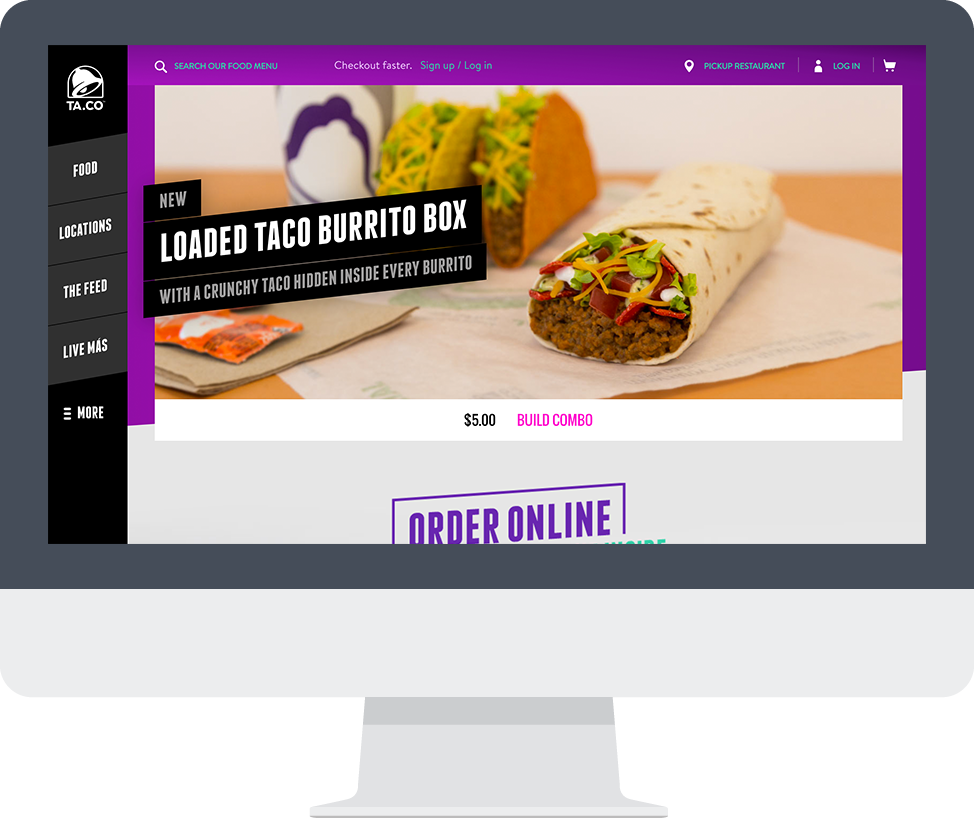 SEARCH OUR FOOD MENU
Checkout faster. Sign up / Log in
PICKUP RESTAURANT
LOG IN
TA.CO
FOOD
LOCATIONS
THE FEED
LIVE MÁS
MORE
NEW
LOADED TACO BURRITO BOX
WITH A CRUNCHY TACO HIDDEN INSIDE EVERY BURRITO
$5.00 BUILD COMBO
ORDER ONLINE